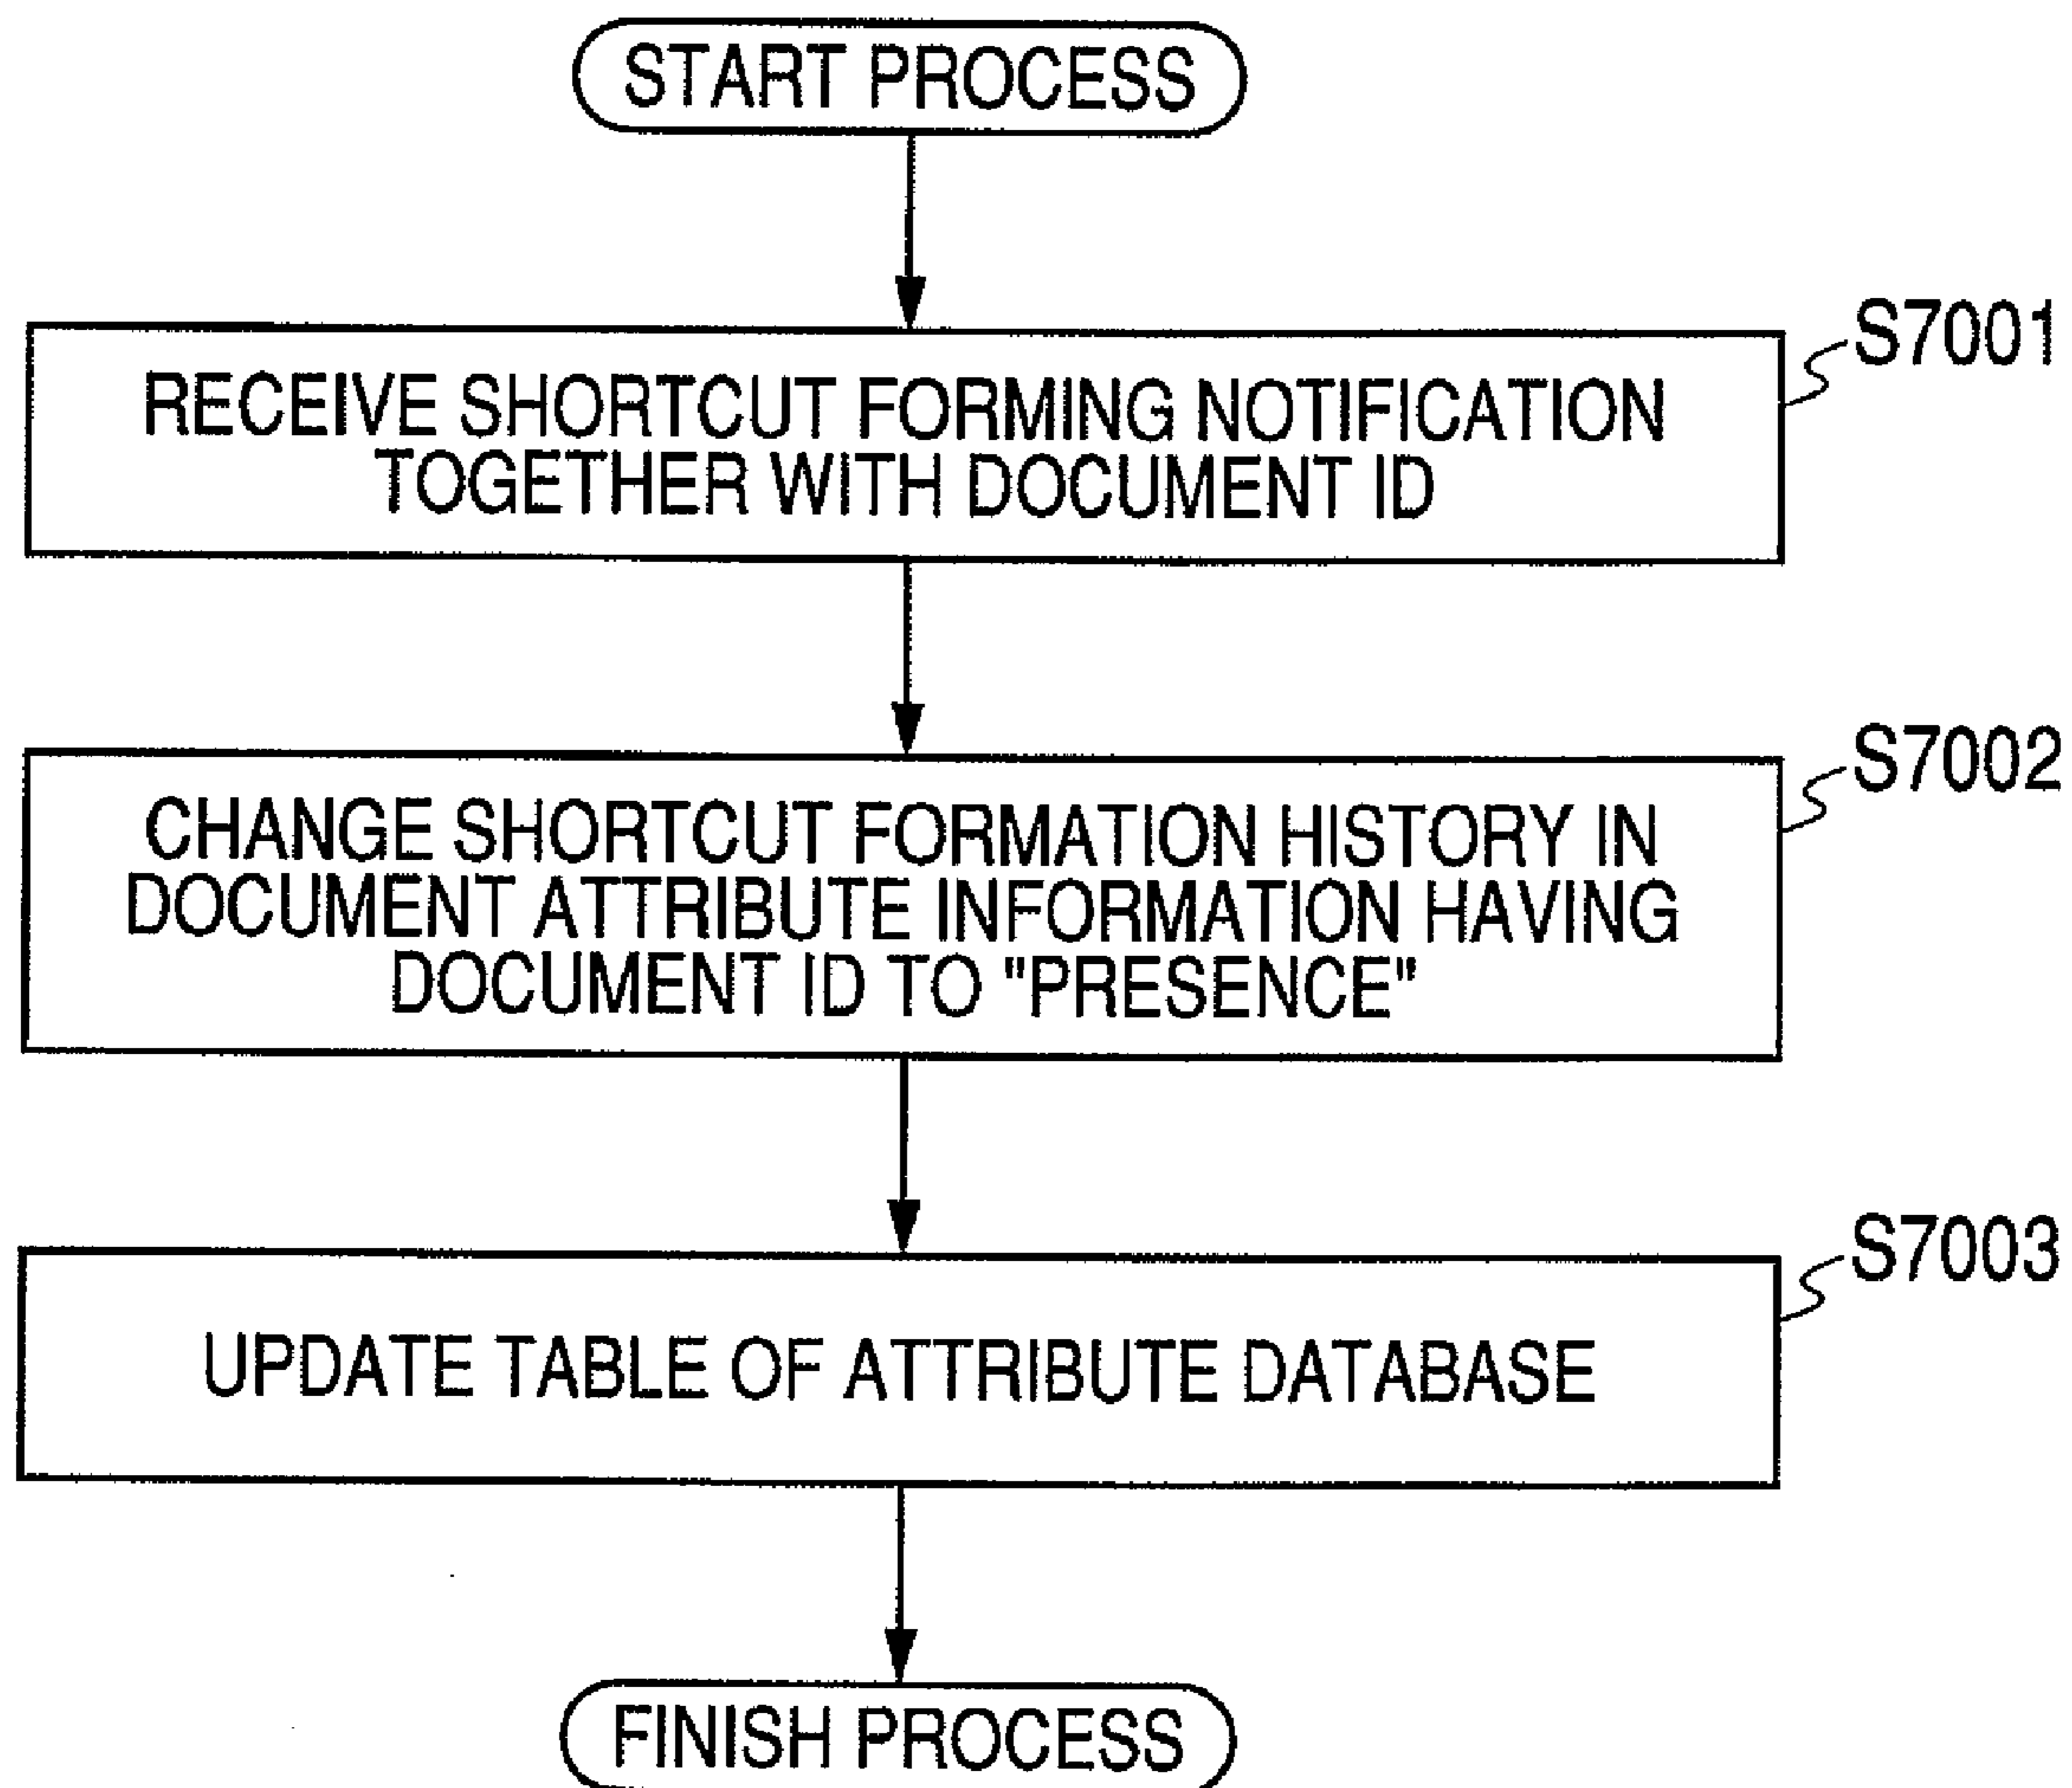 START PROCESS
S7001
RECEIVE SHORTCUT FORMING NOTIFICATION
TOGETHER WITH DOCUMENT ID
S7002
CHANGE SHORTCUT FORMATION HISTORY IN
DOCUMENT ATTRIBUTE INFORMATION HAVING
DOCUMENT ID TO "PRESENCE"
S7003
UPDATE TABLE OF ATTRIBUTE DATABASE
FINISH PROCESS